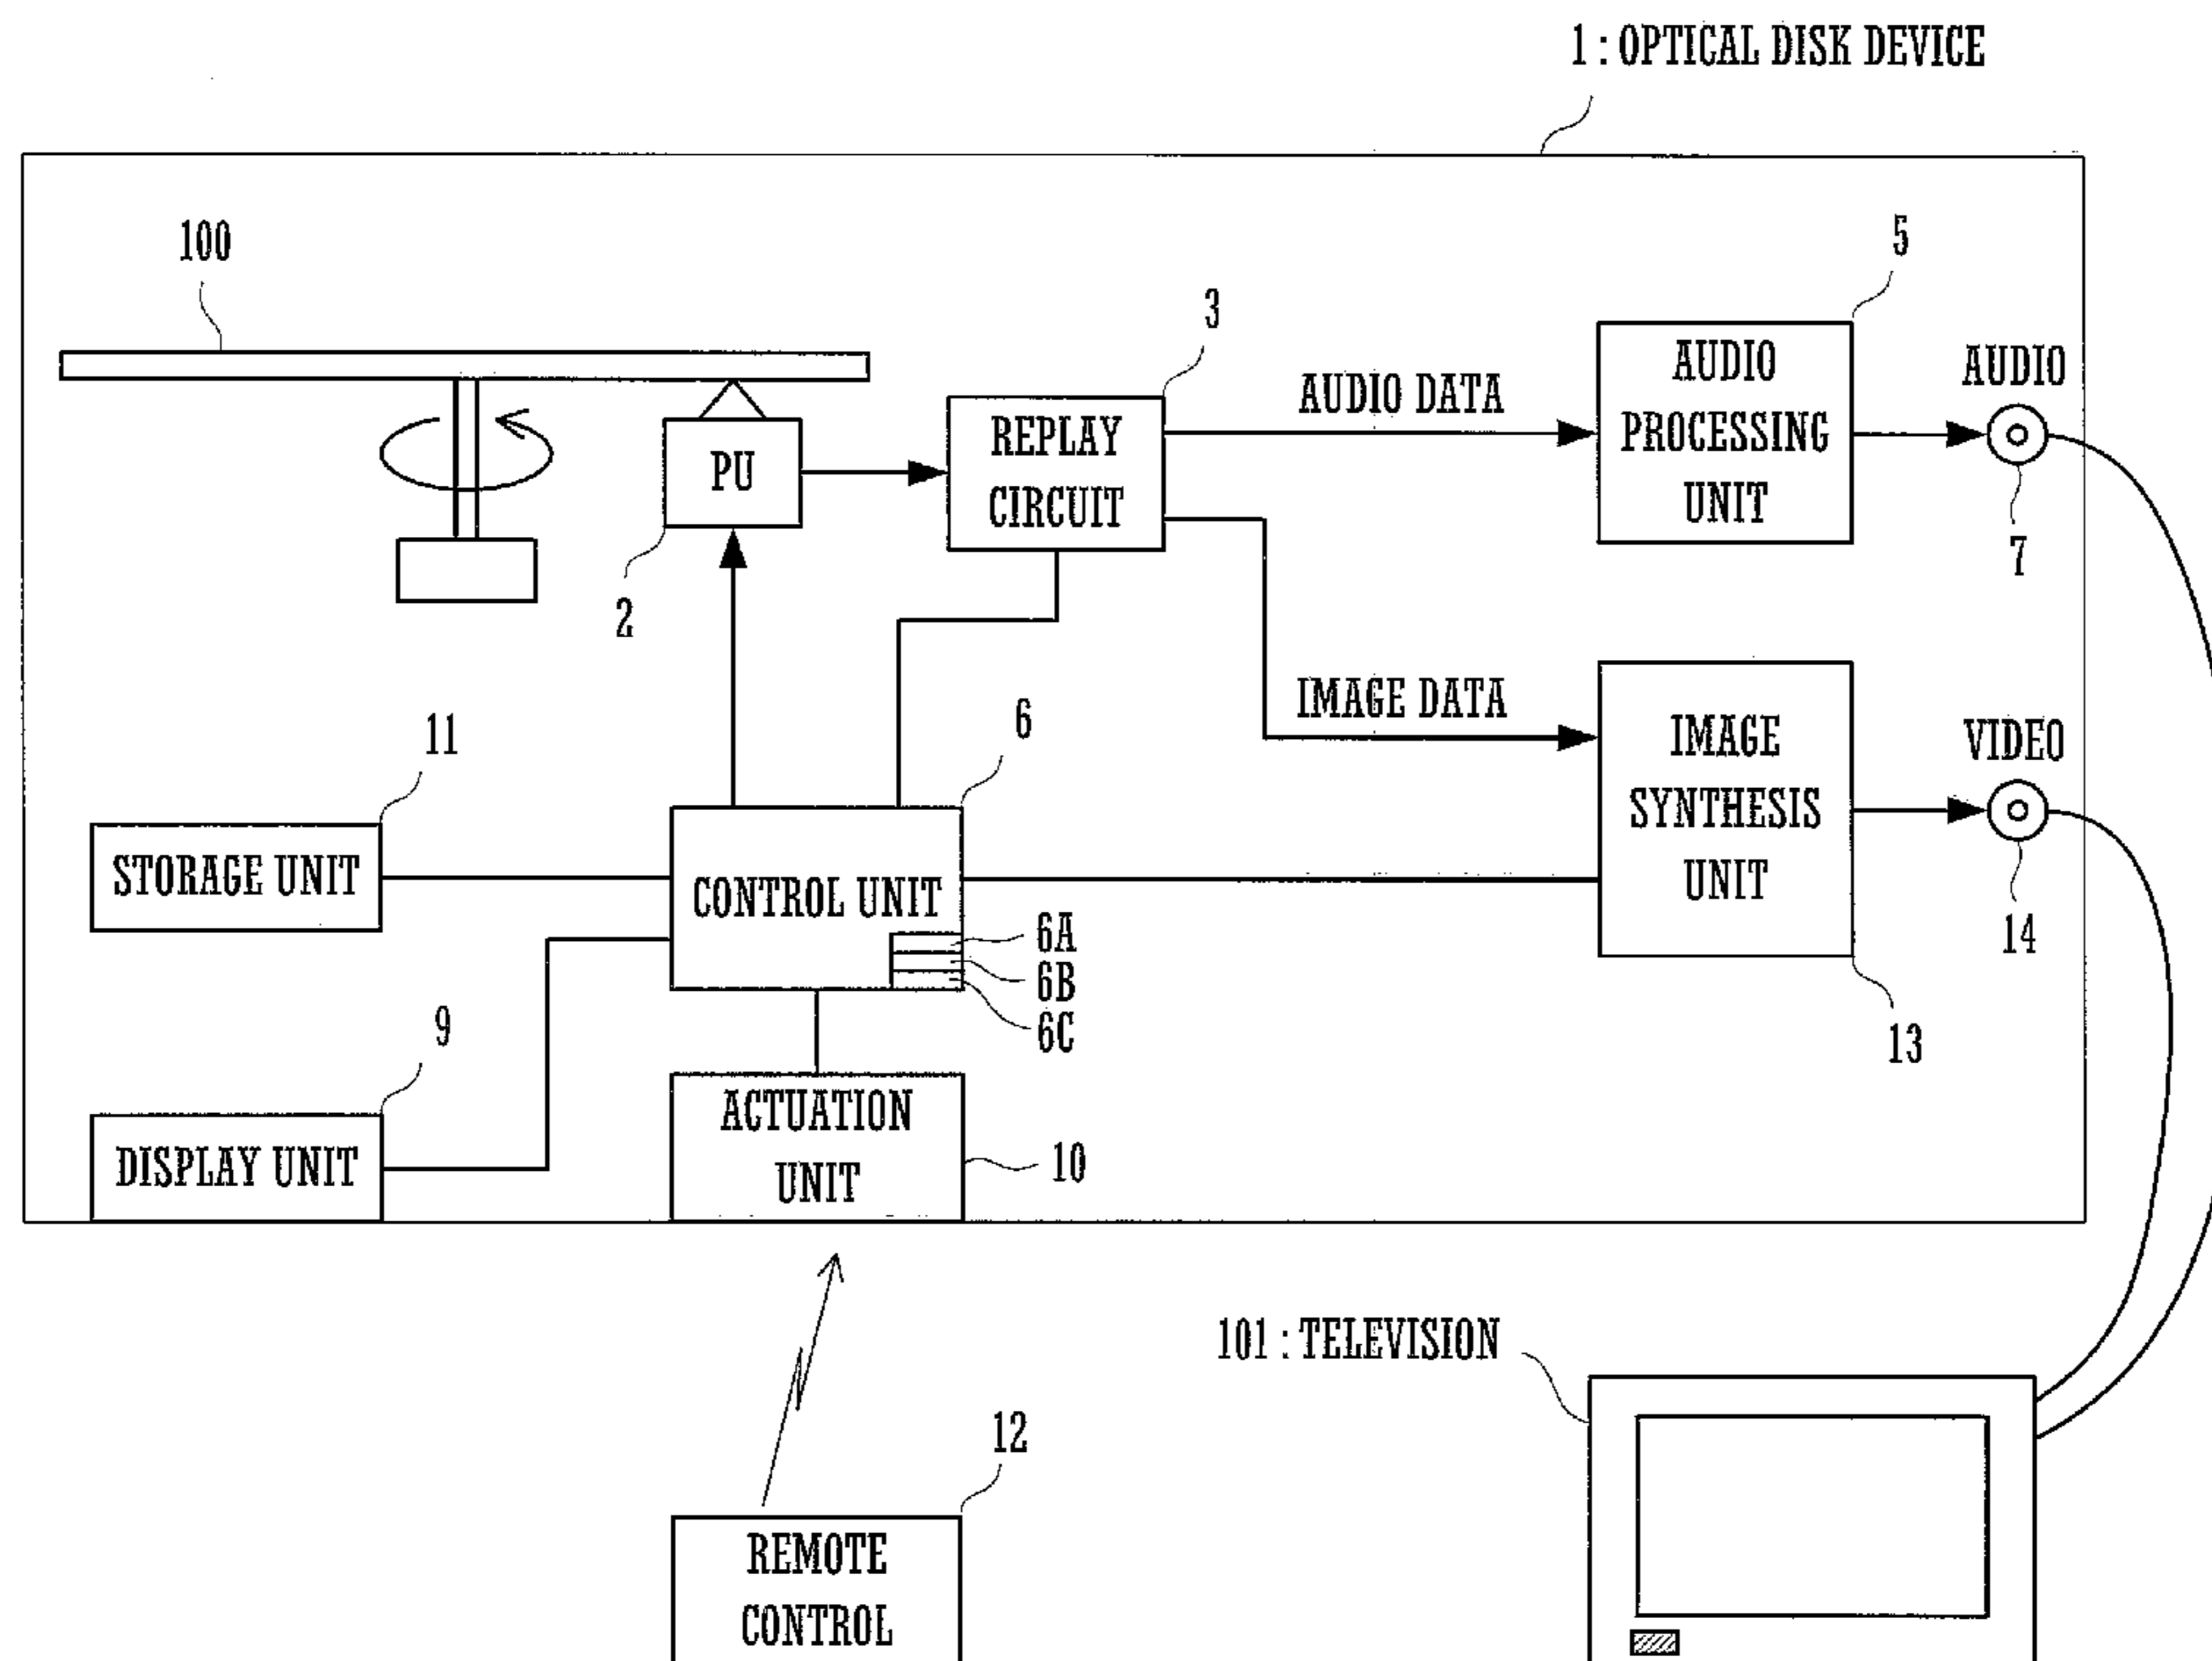 1 : OPTICAL DISK DEVICE
100
5
3
AUDIO DATA
AUDIO
PROCESSING
UNIT
AUDIO
7
REPLAY
CIRCUIT
PU
2
IMAGE DATA
IMAGE
SYNTHESIS
UNIT
VIDEO
14
13
6
11
STORAGE UNIT
CONTROL UNIT
6A
6B
6C
9
DISPLAY UNIT
ACTUATION
UNIT
10
101 : TELEVISION
12
REMOTE
CONTROL